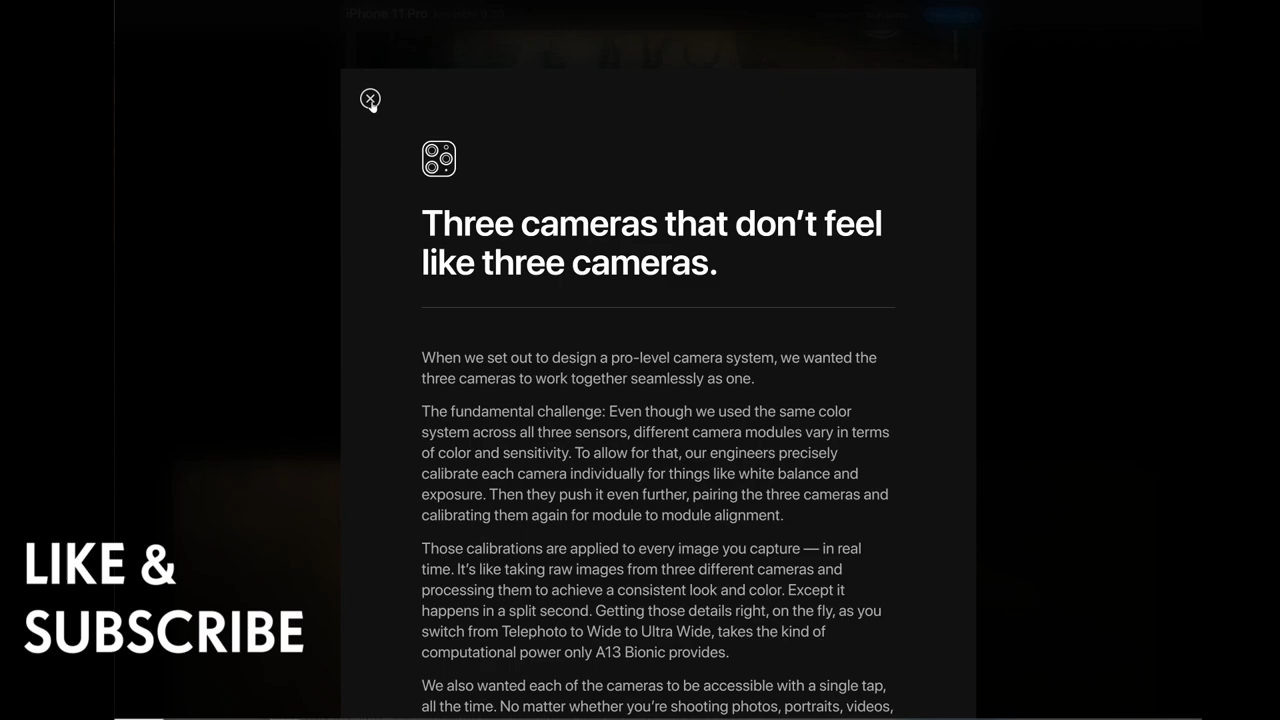 iPhone 11 Pro
Three cameras that don’t feel
like three cameras.
When we set out to design a pro-level camera system, we wanted the
three cameras to work together seamlessly as one.
The fundamental challenge: Even though we used the same color
system across all three sensors, different camera modules vary in terms
of color and sensitivity. To allow for that, our engineers precisely
calibrate each camera individually for things like white balance and
exposure. Then they push it even further, pairing the three cameras and
calibrating them again for module to module alignment.
Those calibrations are applied to every image you capture — in real
time. It’s like taking raw images from three different cameras and
processing them to achieve a consistent look and color. Except it
happens in a split second. Getting those details right, on the fly, as you
switch from Telephoto to Wide to Ultra Wide, takes the kind of
computational power only A13 Bionic provides.
We also wanted each of the cameras to be accessible with a single tap,
all the time. No matter whether you’re shooting photos, portraits, videos,
LIKE &
SUBSCRIBE